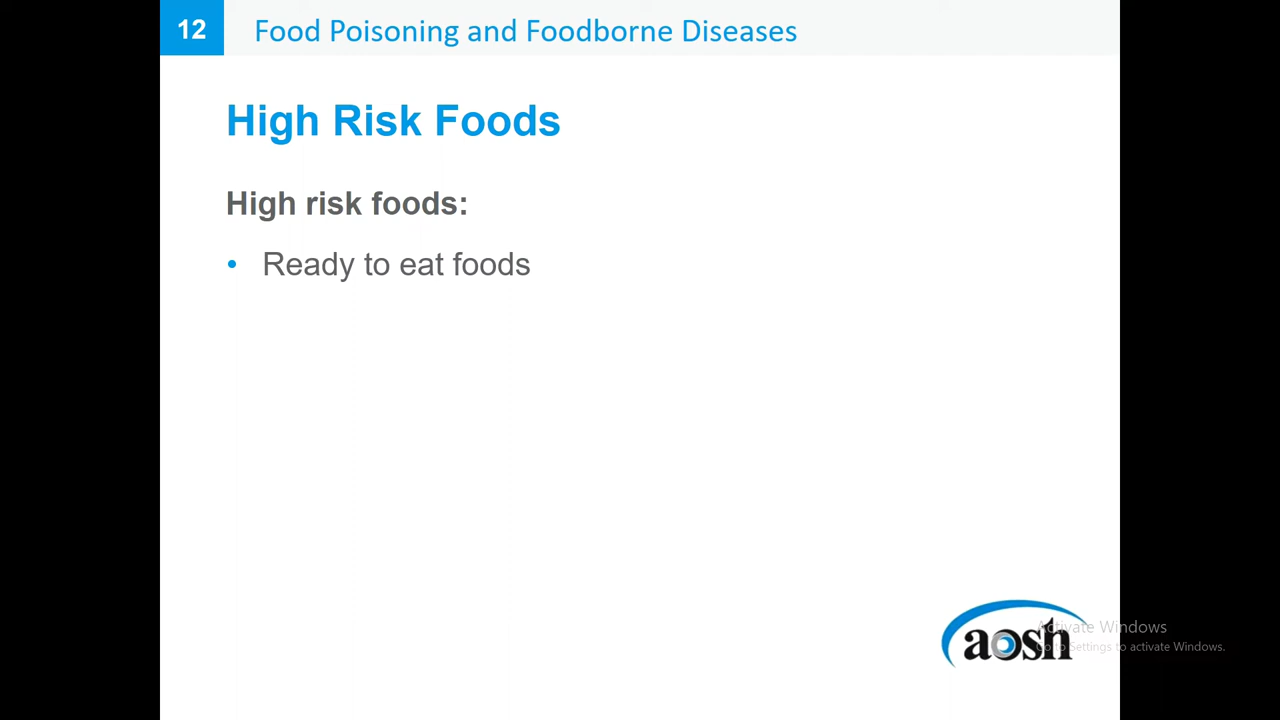 12
Food Poisoning and Foodborne Diseases
High Risk Foods
High risk foods:
• Ready to eat foods
aosh
Activate Windows
Go to Settings to activate Windows.